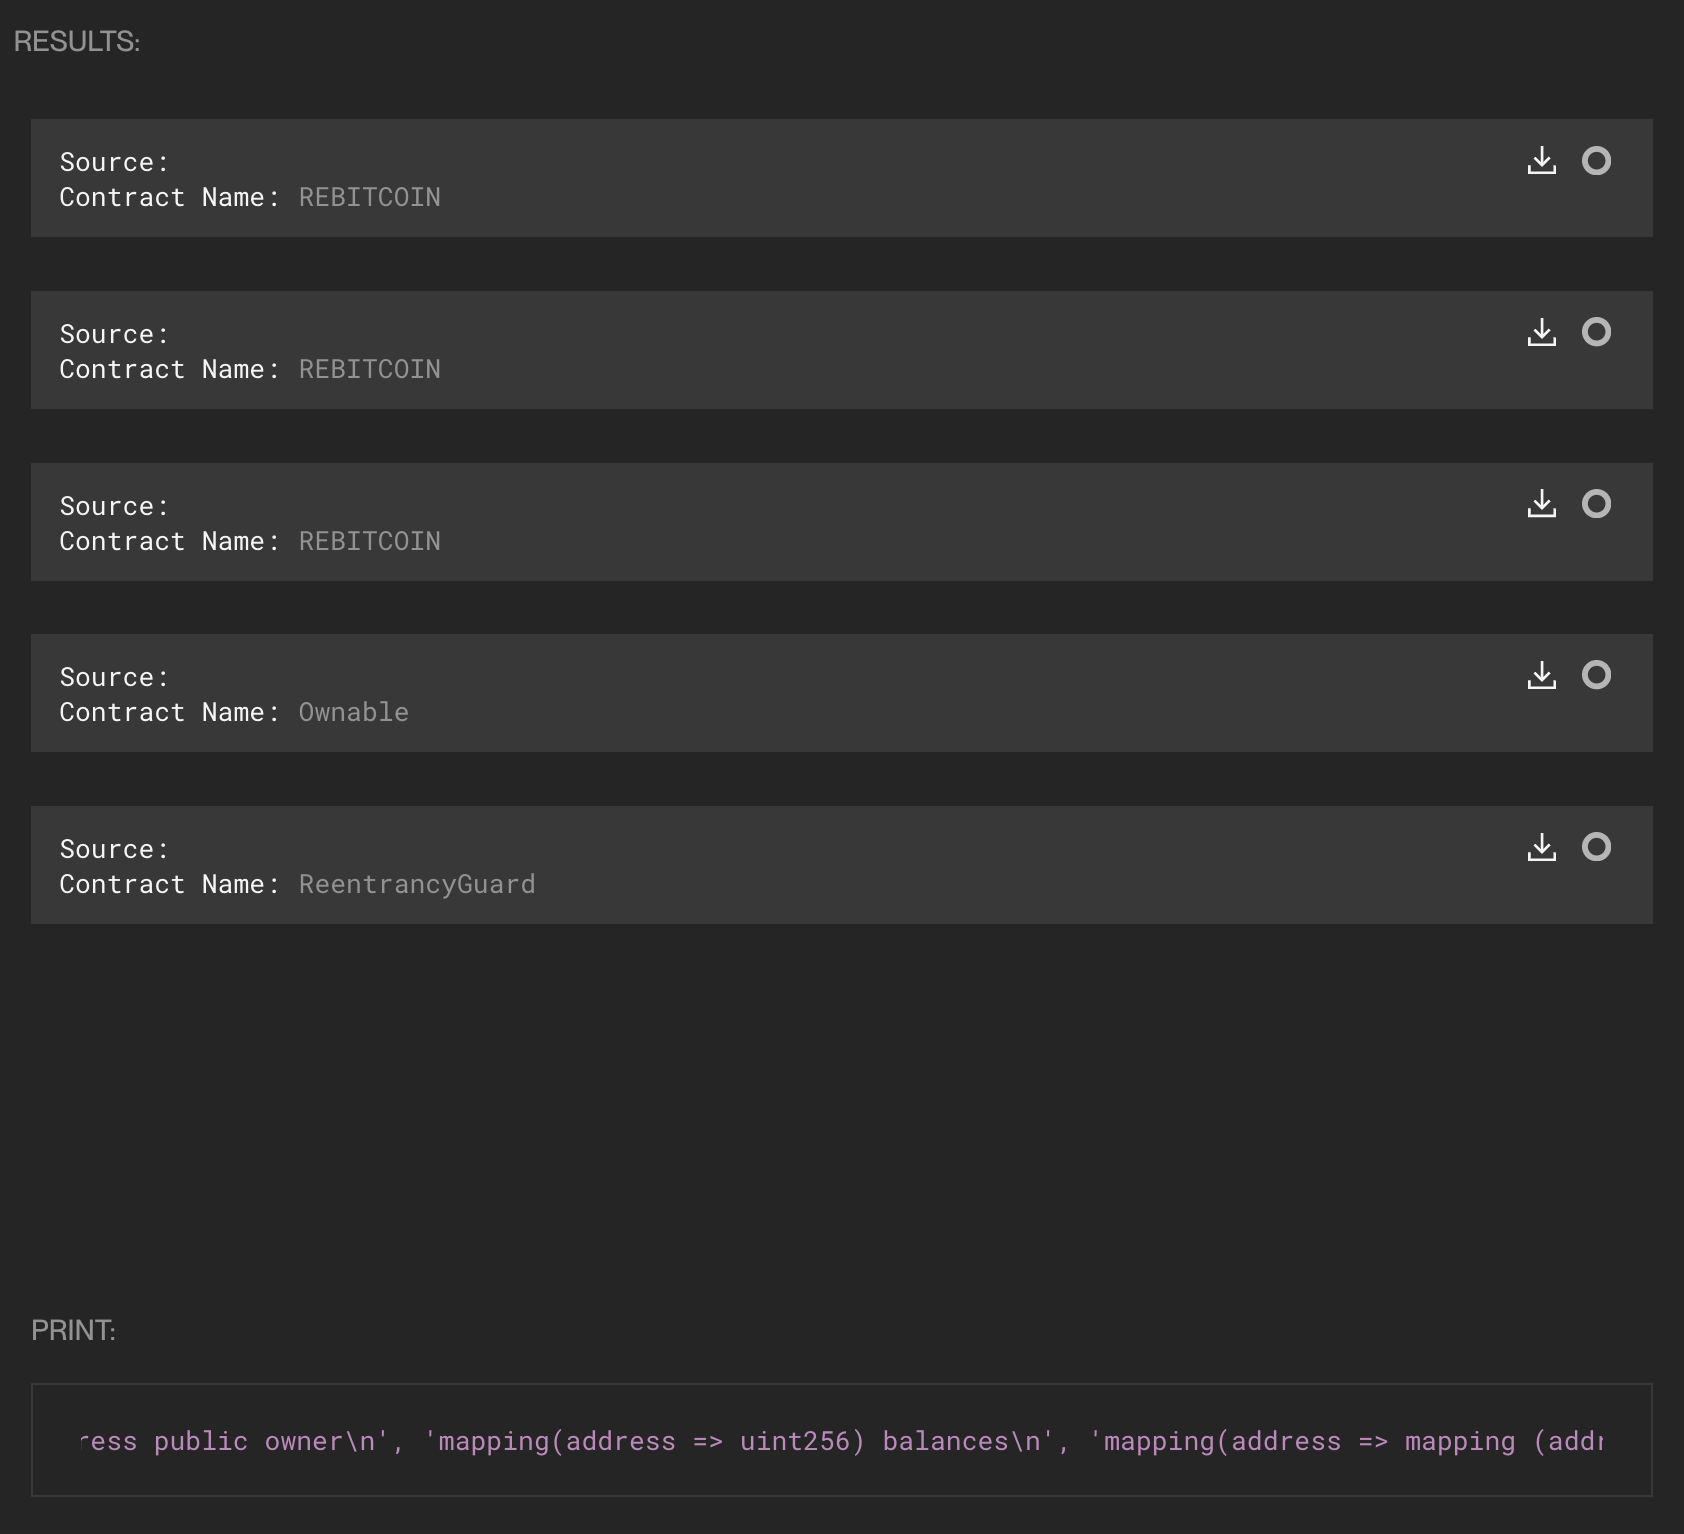 RESULTS:
Source:
Contract Name: REBITCOIN
Source:
Contract Name: REBITCOIN
Source:
Contract Name: REBITCOIN
Source:
Contract Name: Ownable
Source:
Contract Name: ReentrancyGuard
PRINT:
ress public owner\n', 'mapping(address => uint256) balances\n', 'mapping(address => mapping (addr